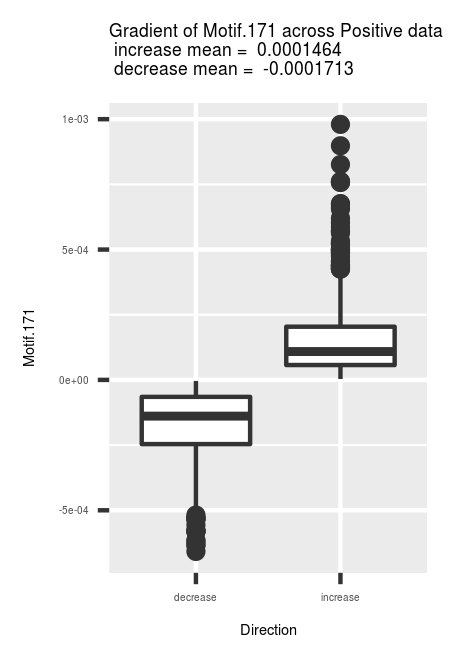 Gradient of Motif.171 across Positive data
increase mean =  0.0001464
decrease mean =  -0.0001713
1e-03
5e-04
0e+00
-5e-04
Motif.171
decrease
increase
Direction